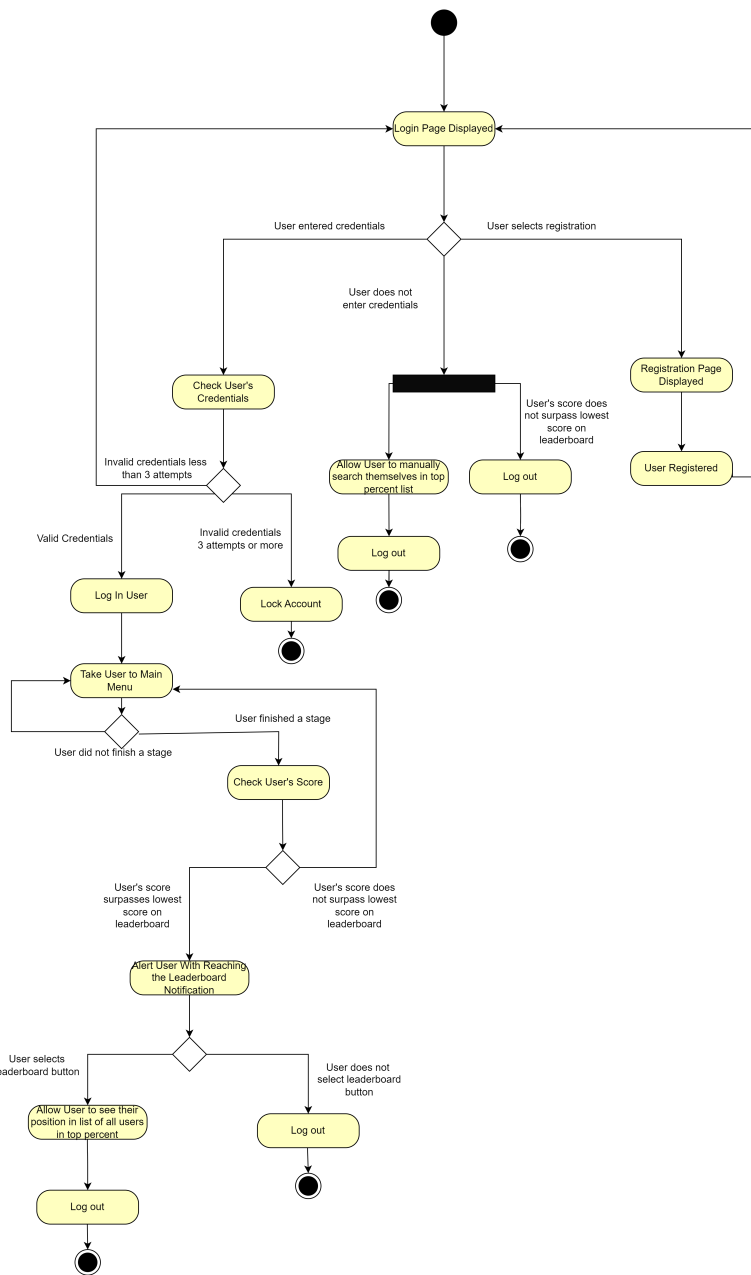 Login Page Displayed
User entered credentials
User selects registration
User does not
enter credentials
Check User's
Credentials
Registration Page
Displayed
User's score does
not surpass lowest
score on
leaderboard
Invalid credentials less
than 3 attempts
Allow User to manually
search themselves in top
percent list
Log out
User Registered
Valid Credentials
Invalid credentials
3 attempts or more
Log out
Log In User
Lock Account
Take User to Main
Menu
User finished a stage
User did not finish a stage
Check User's Score
User's score
surpasses lowest
score on
leaderboard
User's score does
not surpass lowest
score on
leaderboard
Alert User With Reaching
the Leaderboard
Notification
User selects
eaderboard button
User does not
select leaderboard
button
Allow User to see their
position in list of all users
in top percent
Log out
Log out